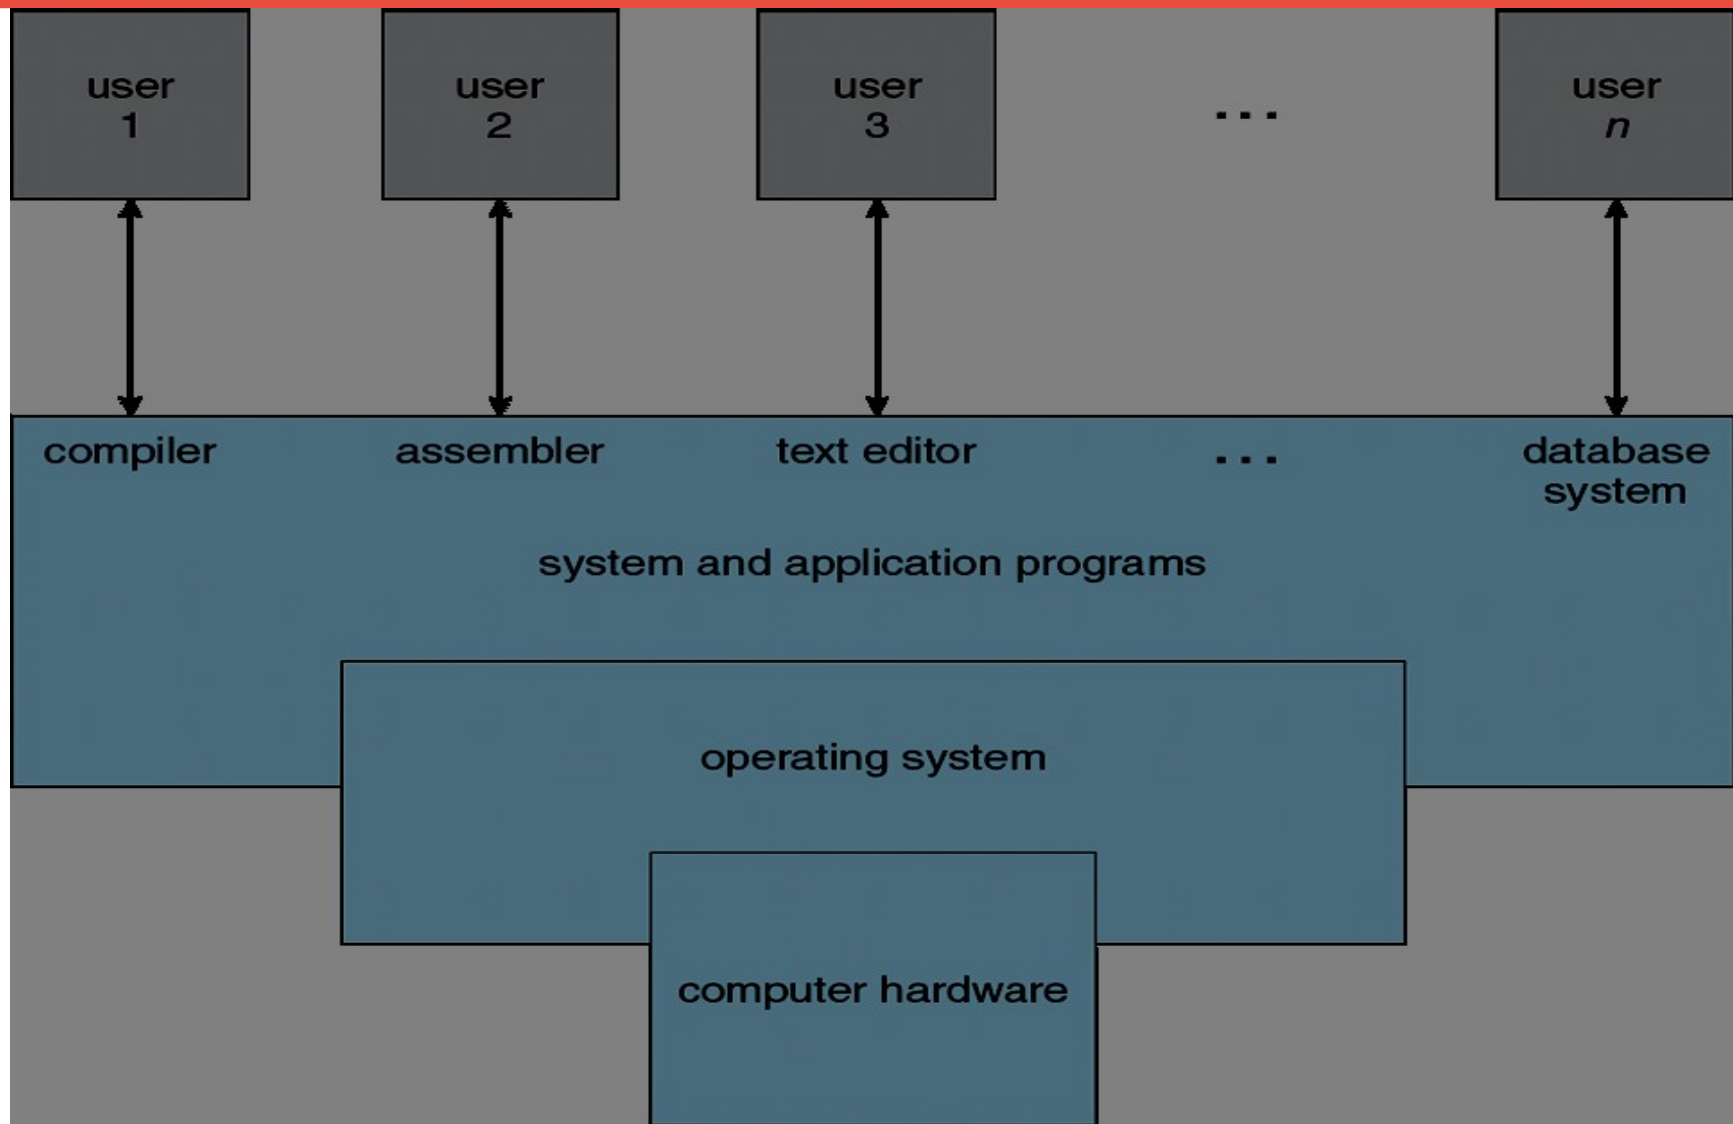 user
1
user
2
user
3
...
user
n
compiler
assembler
text editor
...
database
system
system and application programs
operating system
computer hardware